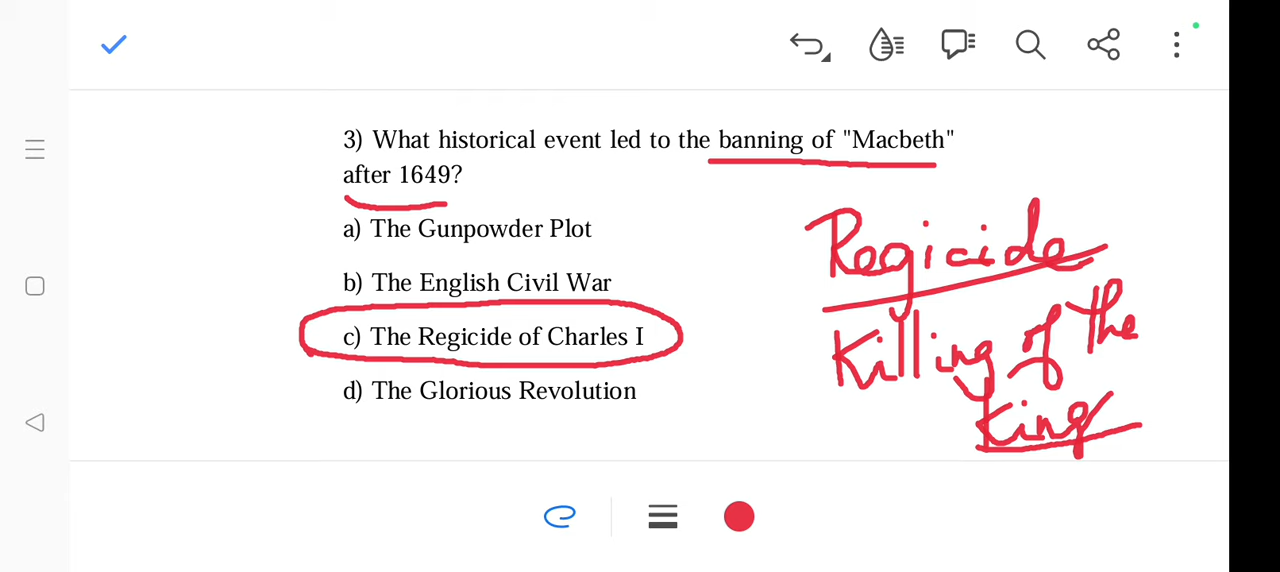 3) What historical event led to the banning of "Macbeth"
after 1649?
a) The Gunpowder Plot
b) The English Civil War
c) The Regicide of Charles I
d) The Glorious Revolution
Regicide
Killing of the
King